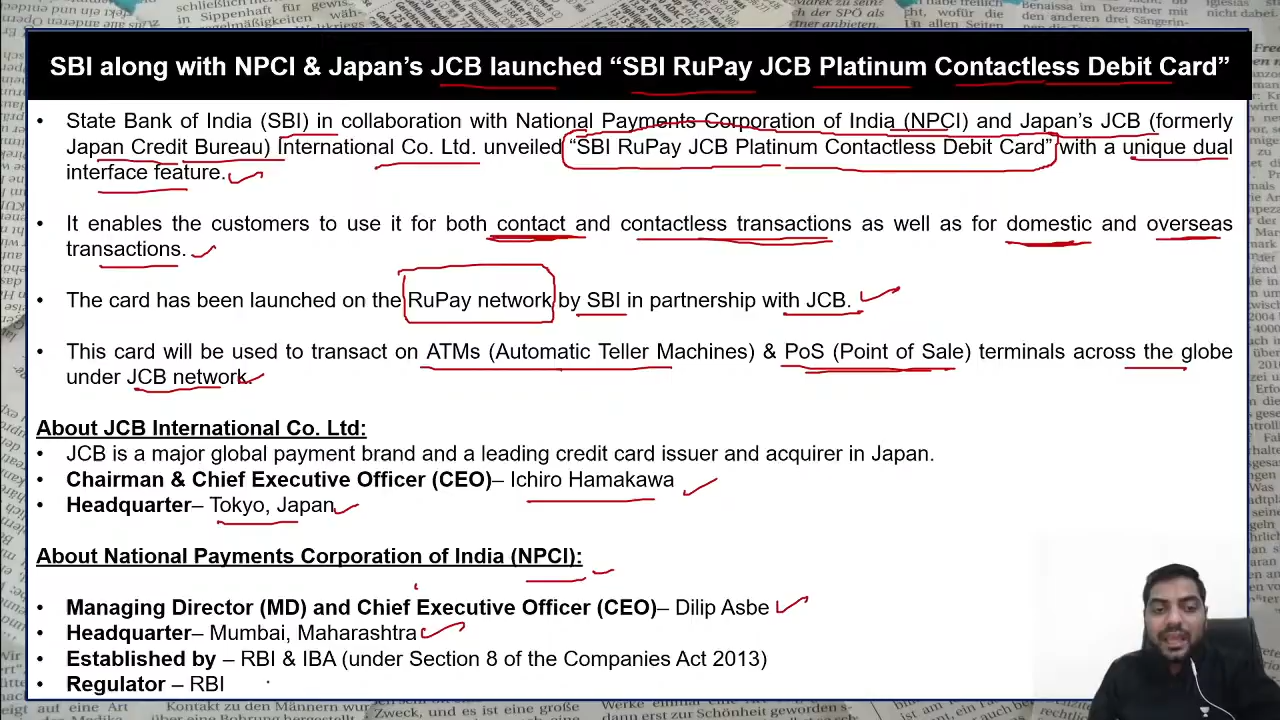 SBI along with NPCI & Japan's JCB launched “SBI RuPay JCB Platinum Contactless Debit Card”
• State Bank of India (SBI) in collaboration with National Payments Corporation of India (NPCI) and Japan's JCB (formerly
Japan Credit Bureau) International Co. Ltd. unveiled “SBI RuPay JCB Platinum Contactless Debit Card” with a unique dual
interface feature.
• It enables the customers to use it for both contact and contactless transactions as well as for domestic and overseas
transactions.
• The card has been launched on the RuPay network by SBI in partnership with JCB.
• This card will be used to transact on ATMs (Automatic Teller Machines) & PoS (Point of Sale) terminals across the globe
under JCB network.
About JCB International Co. Ltd:
• JCB is a major global payment brand and a leading credit card issuer and acquirer in Japan.
• Chairman & Chief Executive Officer (CEO)– Ichiro Hamakawa
• Headquarter– Tokyo, Japan
About National Payments Corporation of India (NPCI):
• Managing Director (MD) and Chief Executive Officer (CEO)– Dilip Asbe
• Headquarter– Mumbai, Maharashtra
• Established by – RBI & IBA (under Section 8 of the Companies Act 2013)
• Regulator – RBI